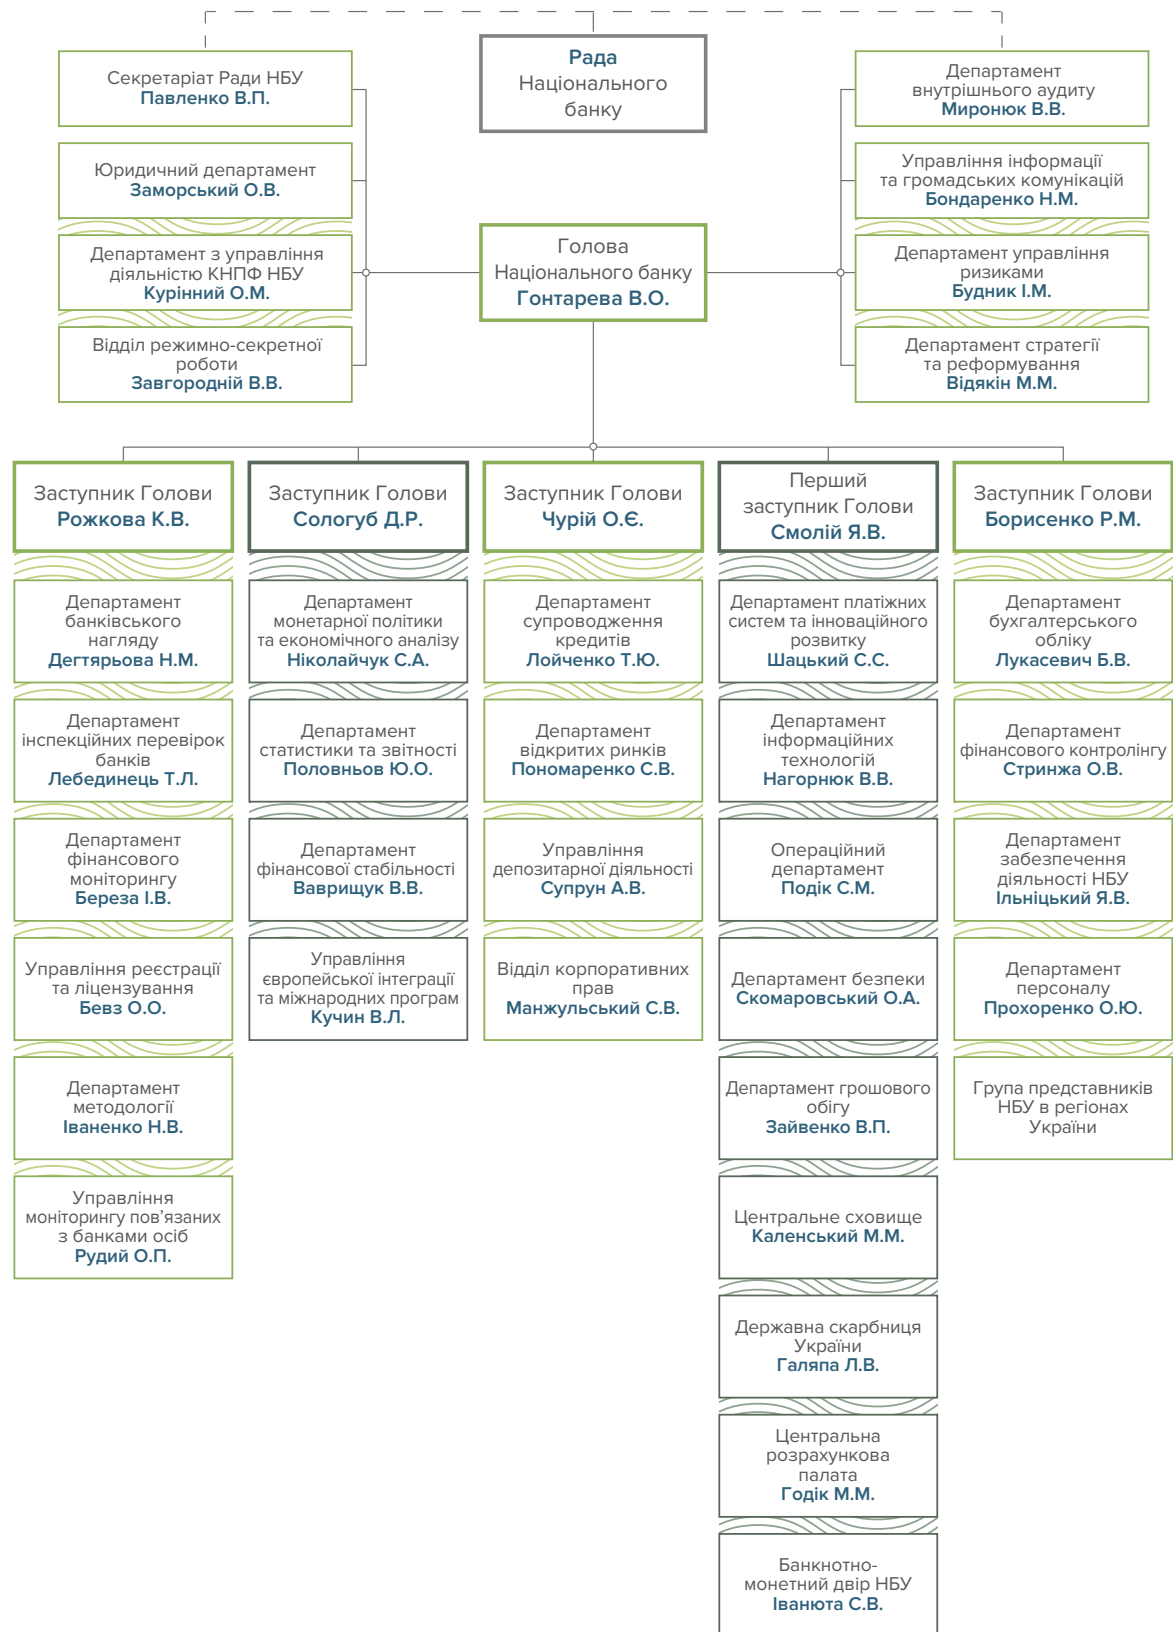 Рада
Національного
банку
Секретаріат Ради НБУ
Павленко В.П.
Юридичний департамент
Заморський О.В.
Департамент з управління
діяльністю КНПФ НБУ
Курінний О.М.
Відділ режимно-секретної
роботи
Завгородній В.В.
Голова
Національного банку
Гонтарева В.О.
Департамент
внутрішнього аудиту
Миронюк В.В.
Управління інформації
та громадських комунікацій
Бондаренко Н.М.
Департамент управління
ризиками
Будник І.М.
Департамент стратегії
та реформування
Відякін М.М.
Заступник Голови
Рожкова К.В.
Департамент
банківського
нагляду
Дегтярьова Н.М.
Департамент
інспекційних перевірок
банків
Лебединець Т.Л.
Департамент
фінансового
моніторингу
Береза І.В.
Управління реєстрації
та ліцензування
Бевз О.О.
Департамент
методології
Іваненко Н.В.
Управління
моніторингу пов’язаних
з банками осіб
Рудий О.П.
Заступник Голови
Сологуб Д.Р.
Департамент
монетарної політики
та економічного аналізу
Ніколайчук С.А.
Департамент
статистики та звітності
Половньов Ю.О.
Департамент
фінансової стабільності
Ваврищук В.В.
Управління
європейської інтеграції
та міжнародних програм
Кучин В.Л.
Заступник Голови
Чурій О.Є.
Департамент
супроводження
кредитів
Лойченко Т.Ю.
Департамент
відкритих ринків
Пономаренко С.В.
Управління
депозитарної діяльності
Супрун А.В.
Відділ корпоративних
прав
Манжульський С.В.
Перший
заступник Голови
Смолій Я.В.
Департамент платіжних
систем та інноваційного
розвитку
Шацький С.С.
Департамент
інформаційних
технологій
Нагорнюк В.В.
Операційний
департамент
Подік С.М.
Департамент безпеки
Скомаровський О.А.
Департамент грошового
обігу
Зайвенко В.П.
Центральне сховище
Каленський М.М.
Державна скарбниця
України
Галяпа Л.В.
Центральна
розрахункова
палата
Годік М.М.
Банкнотно-
монетний двір НБУ
Іванюта С.В.
Заступник Голови
Борисенко Р.М.
Департамент
бухгалтерського
обліку
Лукасевич Б.В.
Департамент
фінансового контролінгу
Стринжа О.В.
Департамент
забезпечення
діяльності НБУ
Ільніцький Я.В.
Департамент
персоналу
Прохоренко О.Ю.
Група представників
НБУ в регіонах
України